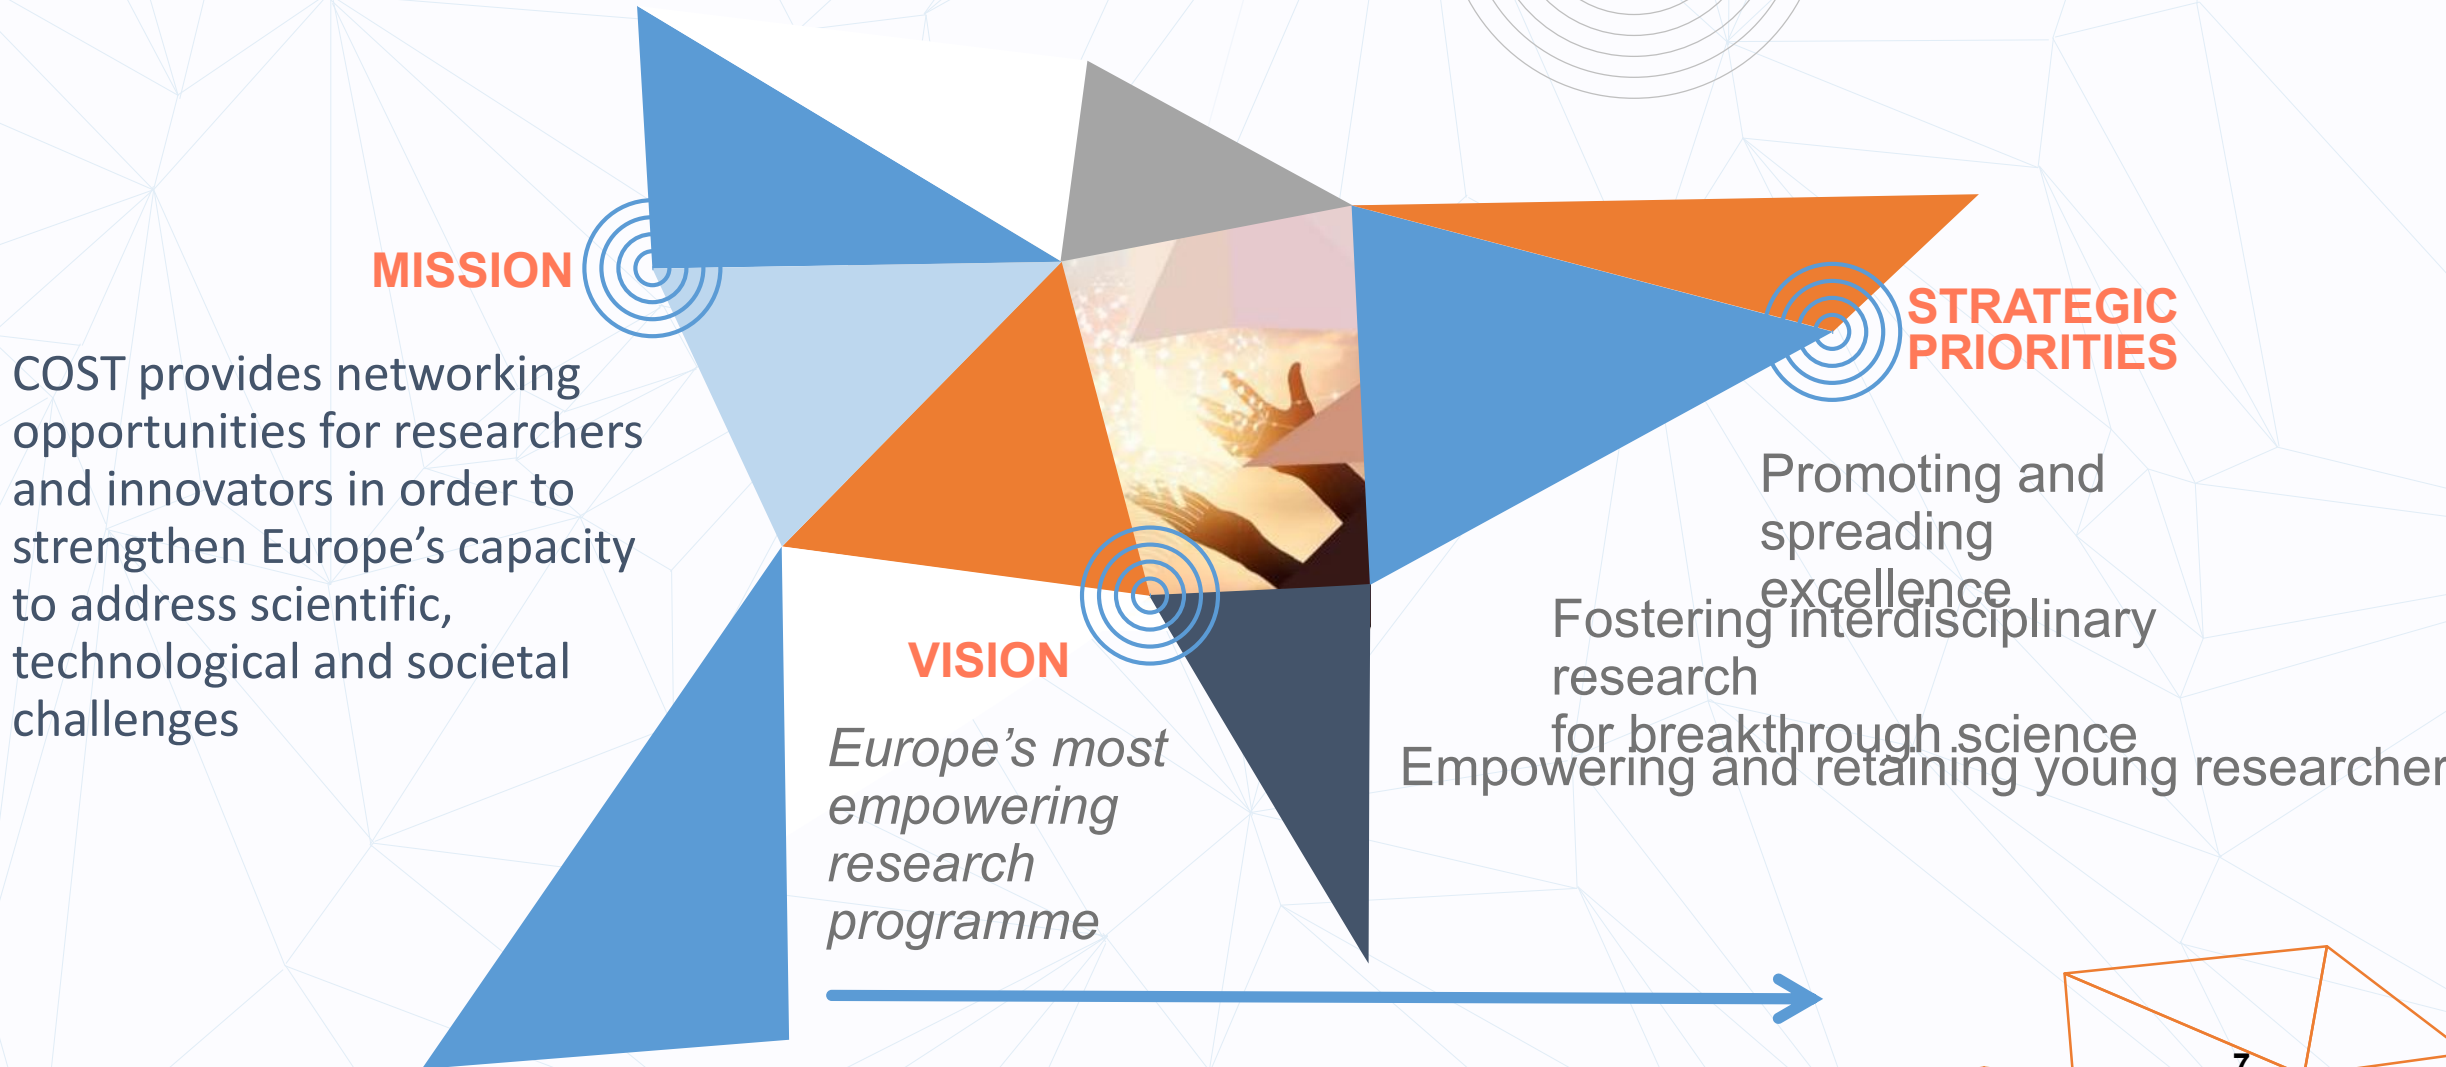 MISSION
COST provides networking
opportunities for researchers
and innovators in order to
strengthen Europe’s capacity
to address scientific,
technological and societal
challenges
VISION
Europe’s most
empowering
research
programme
STRATEGIC
PRIORITIES
Promoting and
spreading
excellence
Fostering interdisciplinary
research
for breakthrough science
Empowering and retaining young researcher
7